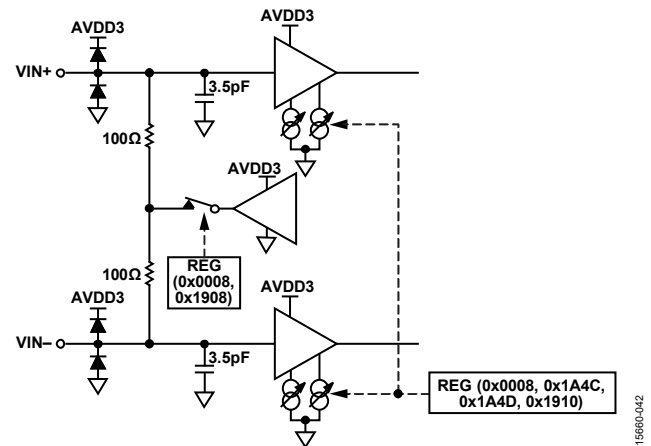 AVDD3
AVDD3
VIN+
3.5pF
100Ω
AVDD3
REG
(0x0008,
0x1908)
100Ω
AVDD3
AVDD3
VIN–
3.5pF
REG (0x0008, 0x1A4C,
0x1A4D, 0x1910)
15660-042